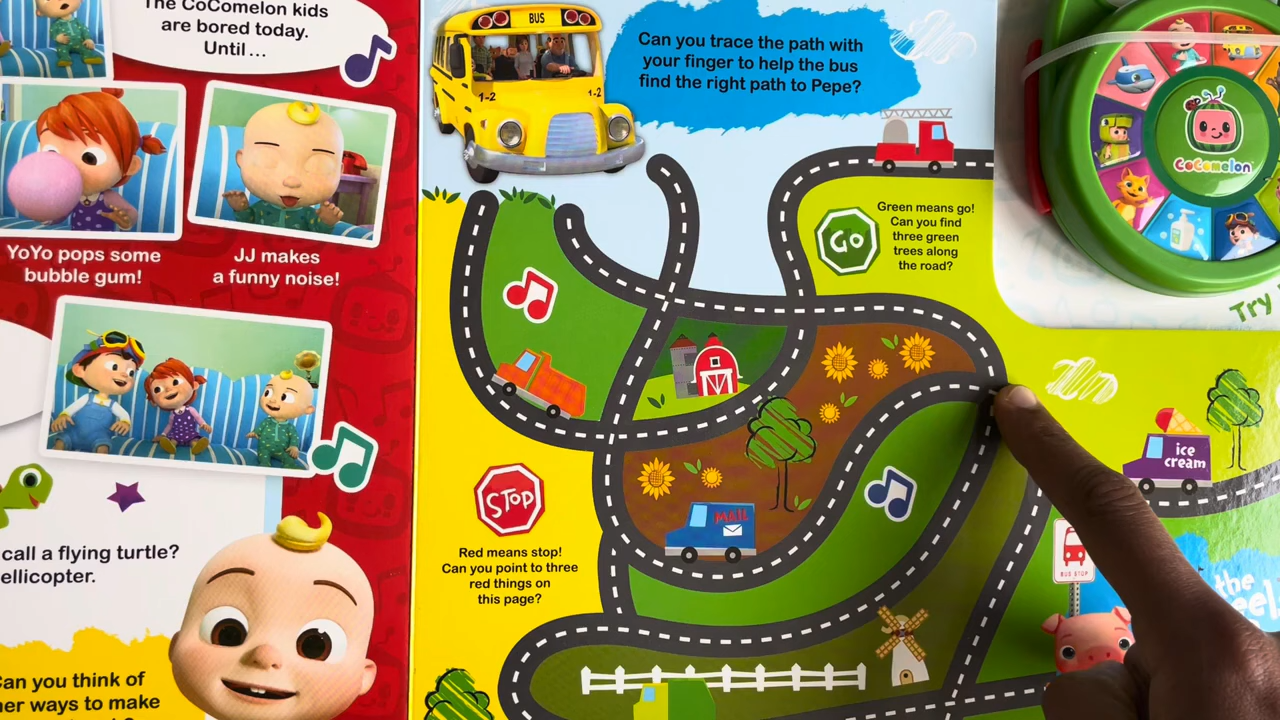 The CoComelon kids
are bored today.
Until...
YoYo pops some
bubble gum!
JJ makes
a funny noise!
call a flying turtle?
ellicopter.
an you think of
er ways to make
BUS
1-2
1-2
Can you trace the path with
your finger to help the bus
find the right path to Pepe?
GO
Green means go!
Can you find
three green
trees along
the road?
STOP
Red means stop!
Can you point to three
red things on
this page?
MAIL
ice
cream
BUS STOP
the
CoComelon
Try